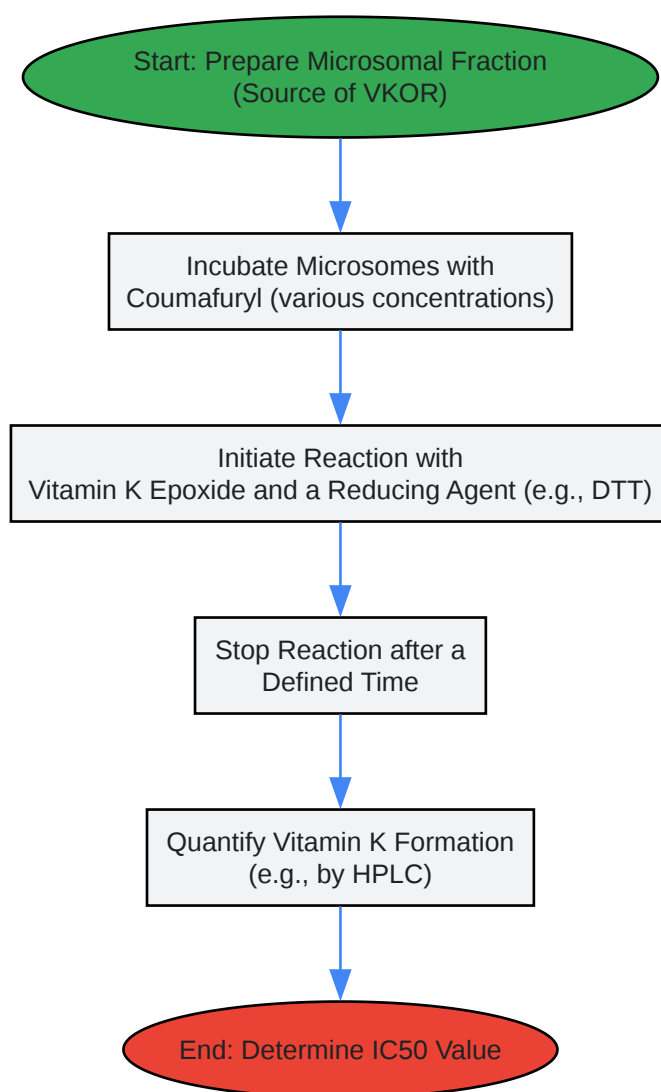 Start: Prepare Microsomal Fraction
(Source of VKOR)
Incubate Microsomes with
Coumafuryl (various concentrations)
Initiate Reaction with
Vitamin K Epoxide and a Reducing Agent (e.g., DTT)
Stop Reaction after a
Defined Time
Quantify Vitamin K Formation
(e.g., by HPLC)
End: Determine IC50 Value